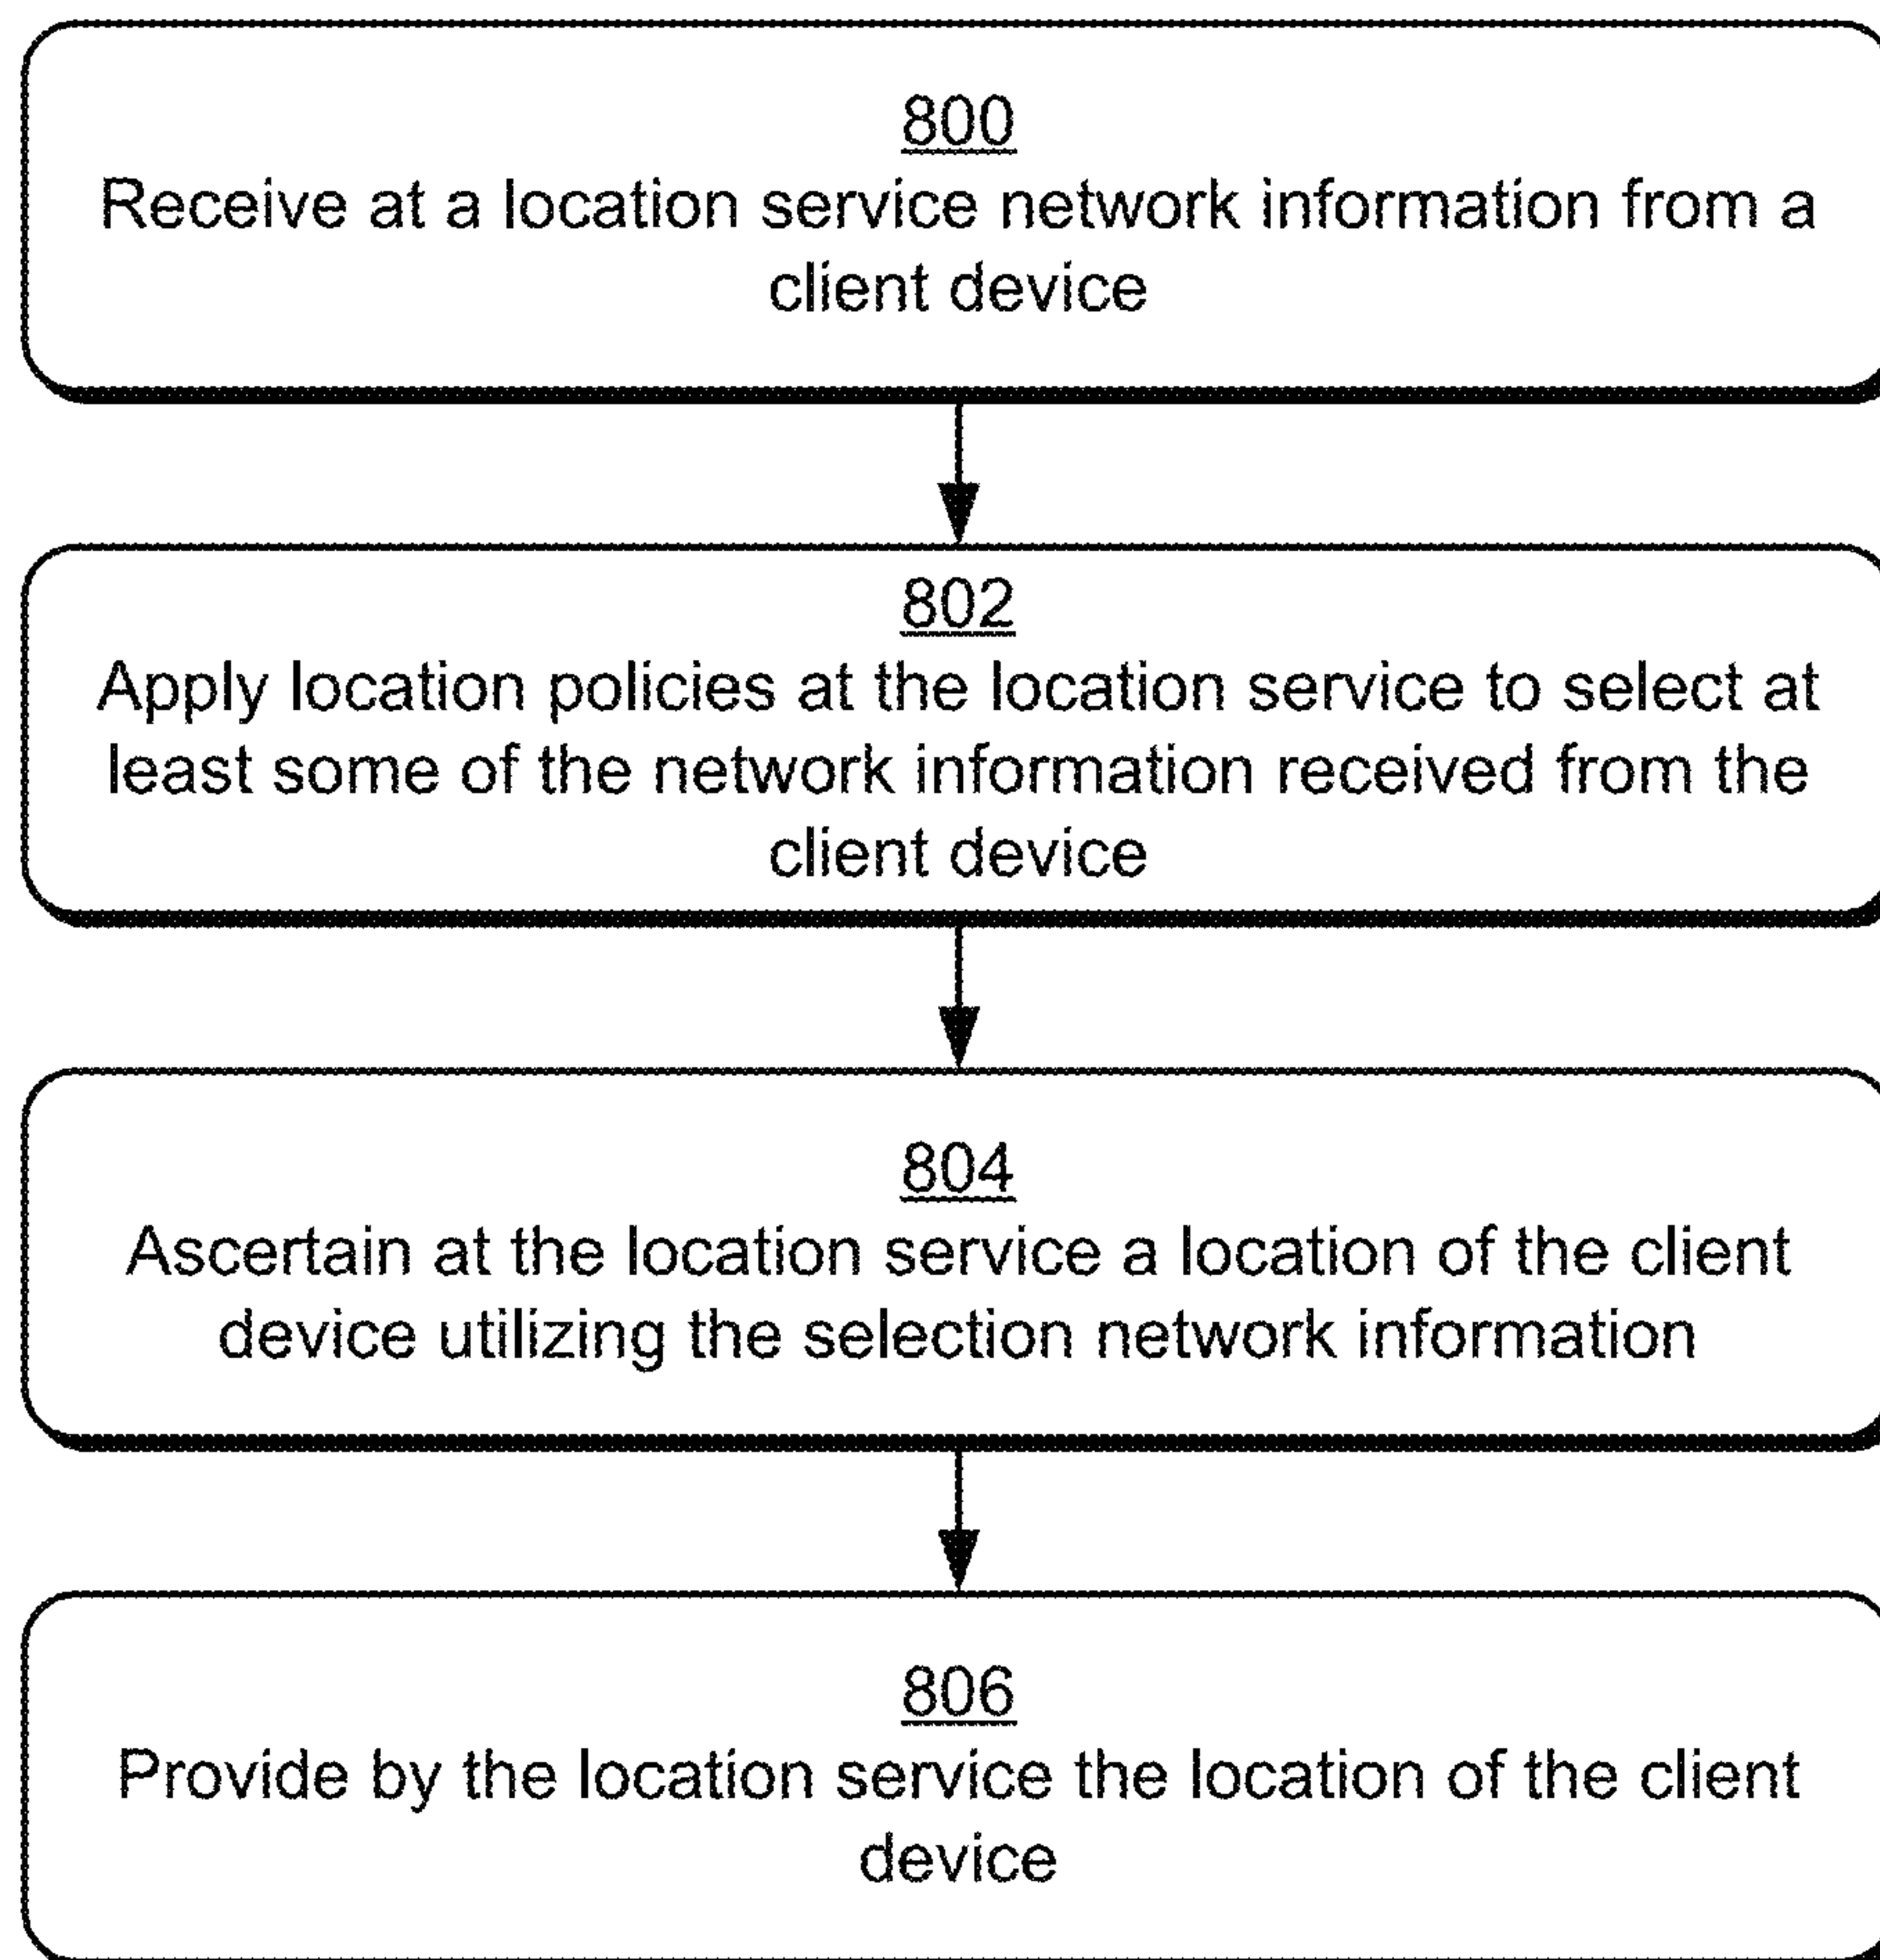 800
Receive at a location service network information from a
client device
802
Apply location policies at the location service to select at
least some of the network information received from the
client device
804
Ascertain at the location service a location of the client
device utilizing the selection network information
806
Provide by the location service the location of the client
device